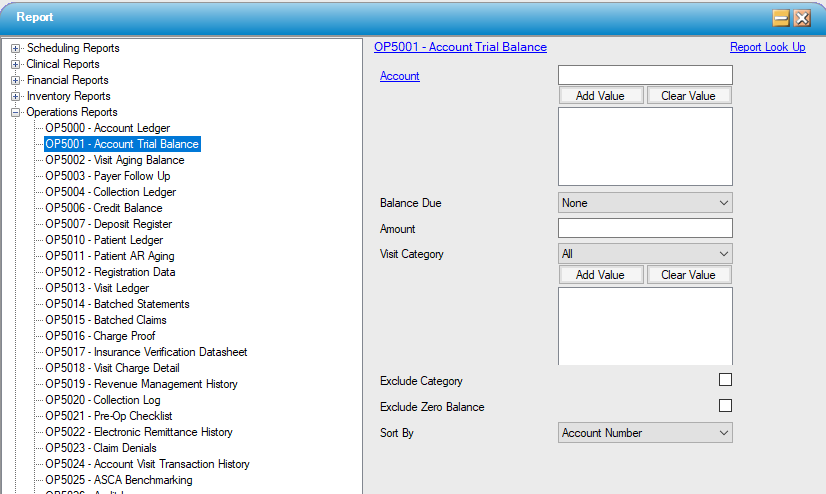 Report
Scheduling Reports
Clinical Reports
Financial Reports
Inventory Reports
Operations Reports
OP5000 - Account Ledger
OP5001 - Account Trial Balance
OP5002 - Visit Aging Balance
OP5003 - Payer Follow Up
OP5004 - Collection Ledger
OP5006 - Credit Balance
OP5007 - Deposit Register
OP5010 - Patient Ledger
OP5011 - Patient AR Aging
OP5012 - Registration Data
OP5013 - Visit Ledger
OP5014 - Batched Statements
OP5015 - Batched Claims
OP5016 - Charge Proof
OP5017 - Insurance Verification Datasheet
OP5018 - Visit Charge Detail
OP5019 - Revenue Management History
OP5020 - Collection Log
OP5021 - Pre-Op Checklist
OP5022 - Electronic Remittance History
OP5023 - Claim Denials
OP5024 - Account Visit Transaction History
OP5025 - ASCA Benchmarking
OP5001 - Account Trial Balance Report Look Up
Account
Add Value Clear Value
Balance Due None
Amount
Visit Category All
Add Value Clear Value
Exclude Category
Exclude Zero Balance
Sort By Account Number